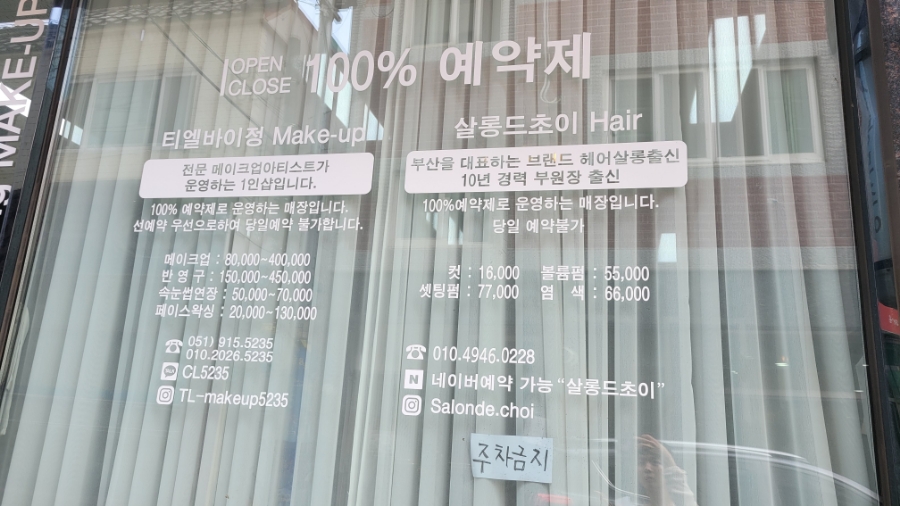 MAKE-UP
OPEN
CLOSE
100% 예약제
티엘바이정 Make-up
전문 메이크업아티스트가
운영하는 1인샵입니다.
100% 예약제로 운영하는 매장입니다.
선예약 우선으로하여 당일예약 불가합니다.
메이크업 : 80,000~400,000
반 영 구 : 150,000~450,000
속눈썹연장 : 50,000~70,000
페이스왁싱 : 20,000~130,000
051) 915.5235
010.2026.5235
CL5235
TL-makeup5235
살롱드초이 Hair
부산을 대표하는 브랜드 헤어살롱출신
10년 경력 부원장 출신
100%예약제로 운영하는 매장입니다.
당일 예약불가
컷 : 16,000 볼륨펌 : 55,000
셋팅펌 : 77,000 염 색 : 66,000
010.4946.0228
N 네이버예약 가능 “살롱드초이”
Salonde.choi
주차금지